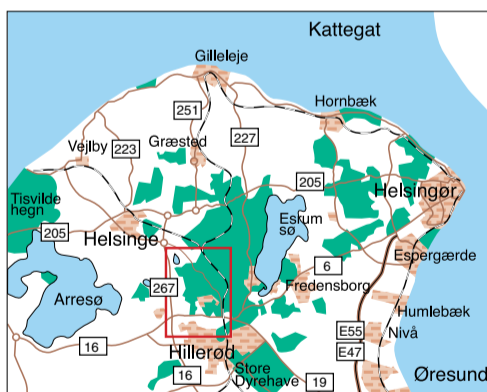 Kattegat
Gilleleje
251
Hornbæk
Vejlby
223
Græsted
227
Tisvilde
hegn
205
Helsingør
205
Helsinge
Esrum
sø
Espergærde
6
267
Fredensborg
Arresø
Humlebæk
E55
Nivå
16
Hillerød
E47
Øresund
16
Store
Dyrehave
19